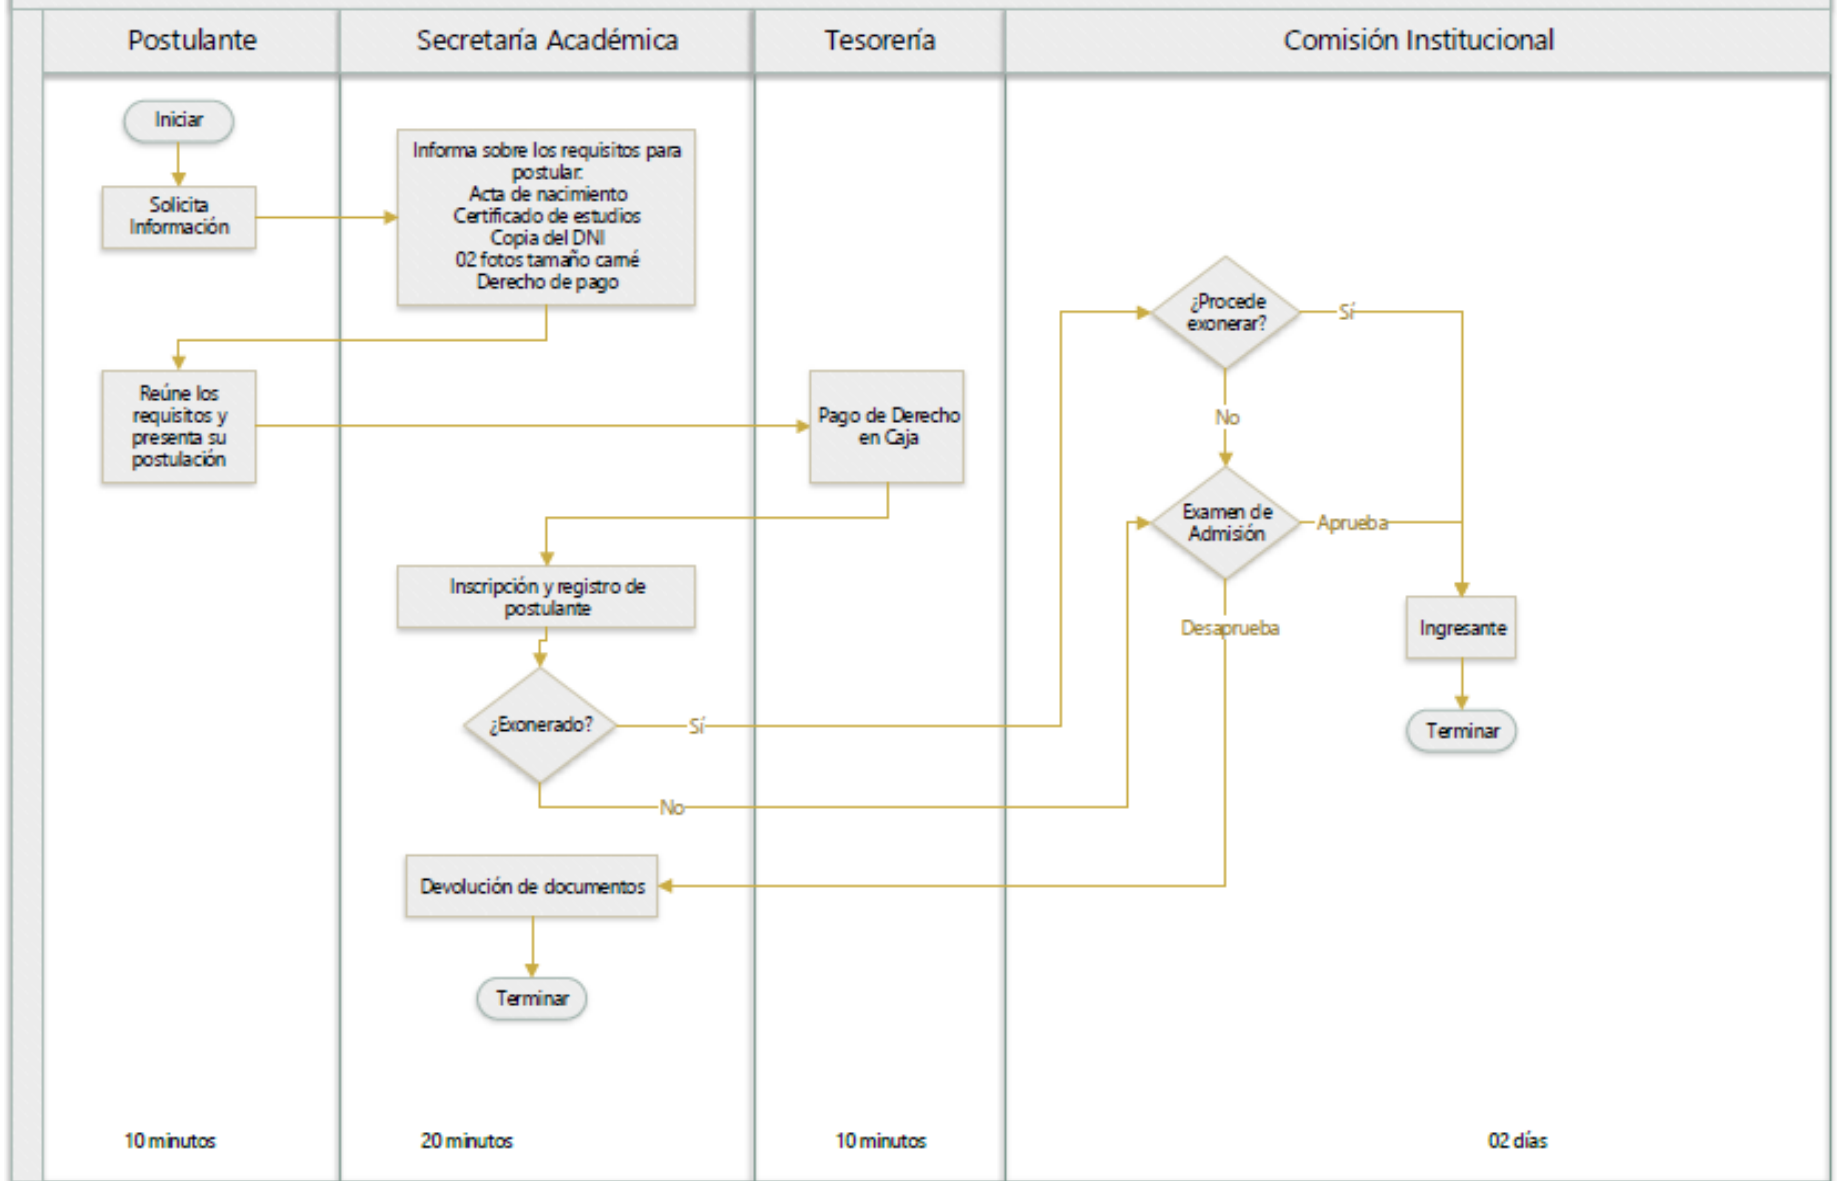 Postulante
Secretaría Académica
Tesorería
Comisión Institucional
Iniciar
Solicita
Información
Informa sobre los requisitos para
postular:
Acta de nacimiento
Certificado de estudios
Copia del DNI
02 fotos tamaño carné
Derecho de pago
Reúne los
requisitos y
presenta su
postulación
Pago de Derecho
en Caja
Inscripción y registro de
postulante
¿Exonerado?
Sí
No
¿Procede
exonerar?
Sí
No
Examen de
Admisión
Aprueba
Desaprueba
Ingresante
Terminar
Devolución de documentos
Terminar
10 minutos
20 minutos
10 minutos
02 días